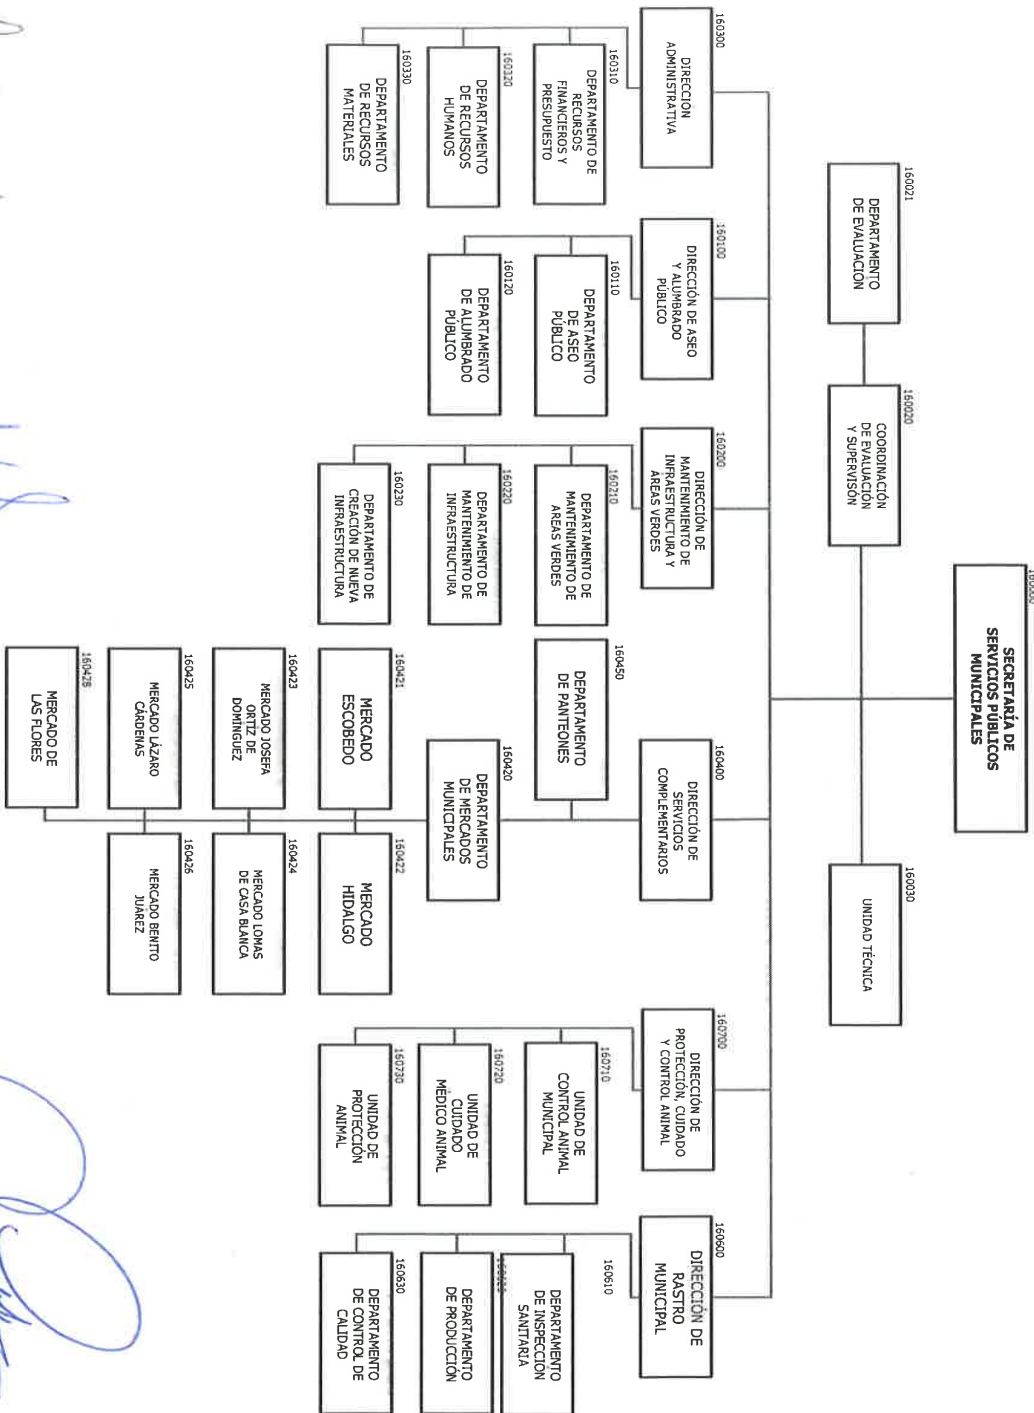 160000
SECRETARÍA DE
SERVICIOS PÚBLICOS
MUNICIPALES
160021
DEPARTAMENTO
DE EVALUACIÓN
160020
COORDINACIÓN
DE EVALUACIÓN
Y SUPERVISÓN
160030
UNIDAD TÉCNICA
160300
DIRECCIÓN
ADMINISTRATIVA
160310
DEPARTAMENTO DE
RECURSOS
FINANCIEROS Y
PRESUPUESTO
160320
DEPARTAMENTO
DE RECURSOS
HUMANOS
160330
DEPARTAMENTO
DE RECURSOS
MATERIALES
160100
DIRECCIÓN DE ASEO
Y ALUMBRADO
PÚBLICO
160110
DEPARTAMENTO
DE ASEO
PÚBLICO
160120
DEPARTAMENTO
DE ALUMBRADO
PÚBLICO
160200
DIRECCIÓN DE
MANTENIMIENTO DE
INFRAESTRUCTURA Y
ÁREAS VERDES
160210
DEPARTAMENTO DE
MANTENIMIENTO DE
AREAS VERDES
160220
DEPARTAMENTO DE
MANTENIMIENTO DE
INFRAESTRUCTURA
160230
DEPARTAMENTO DE
CREACIÓN DE NUEVA
INFRAESTRUCTURA
160400
DIRECCIÓN DE
SERVICIOS
COMPLEMENTARIOS
160450
DEPARTAMENTO
DE PANTEONES
160420
DEPARTAMENTO
DE MERCADOS
MUNICIPALES
160421
MERCADO
ESCOBEDO
160422
MERCADO
HIDALGO
160423
MERCADO JOSEFA
ORTÍZ DE
DOMÍNGUEZ
160424
MERCADO LOMAS
DE CASA BLANCA
160425
MERCADO LÁZARO
CÁRDENAS
160426
MERCADO BENITO
JUÁREZ
160428
MERCADO DE
LAS FLORES
160700
DIRECCIÓN DE
PROTECCIÓN, CUIDADO
Y CONTROL ANIMAL
160710
UNIDAD DE
CONTROL ANIMAL
MUNICIPAL
160720
UNIDAD DE
CUIDADO
MÉDICO ANIMAL
160730
UNIDAD DE
PROTECCIÓN
ANIMAL
160600
DIRECCIÓN DE
RASTRO
MUNICIPAL
160610
DEPARTAMENTO
DE INSPECCIÓN
SANITARIA
DEPARTAMENTO
DE PRODUCCIÓN
160630
DEPARTAMENTO
DE CONTROL DE
CALIDAD